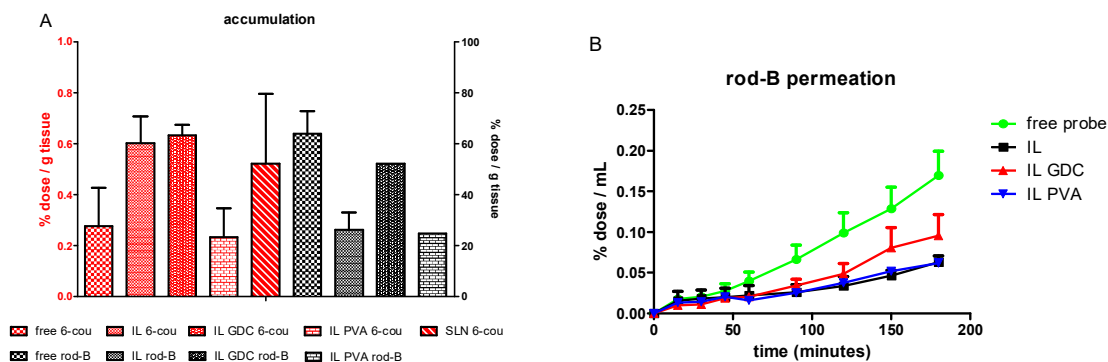 A
accumulation
% dose / g tissue
1.0
0.8
0.6
0.4
0.2
0.0
100
80
60
40
20
0
% dose / g tissue
free 6-cou
IL 6-cou
IL GDC 6-cou
IL PVA 6-cou
SLN 6-cou
free rod-B
IL rod-B
IL GDC rod-B
IL PVA rod-B
B
rod-B permeation
% dose / mL
0.25
0.20
0.15
0.10
0.05
0.00
0
50
100
150
200
time (minutes)
free probe
IL
IL GDC
IL PVA